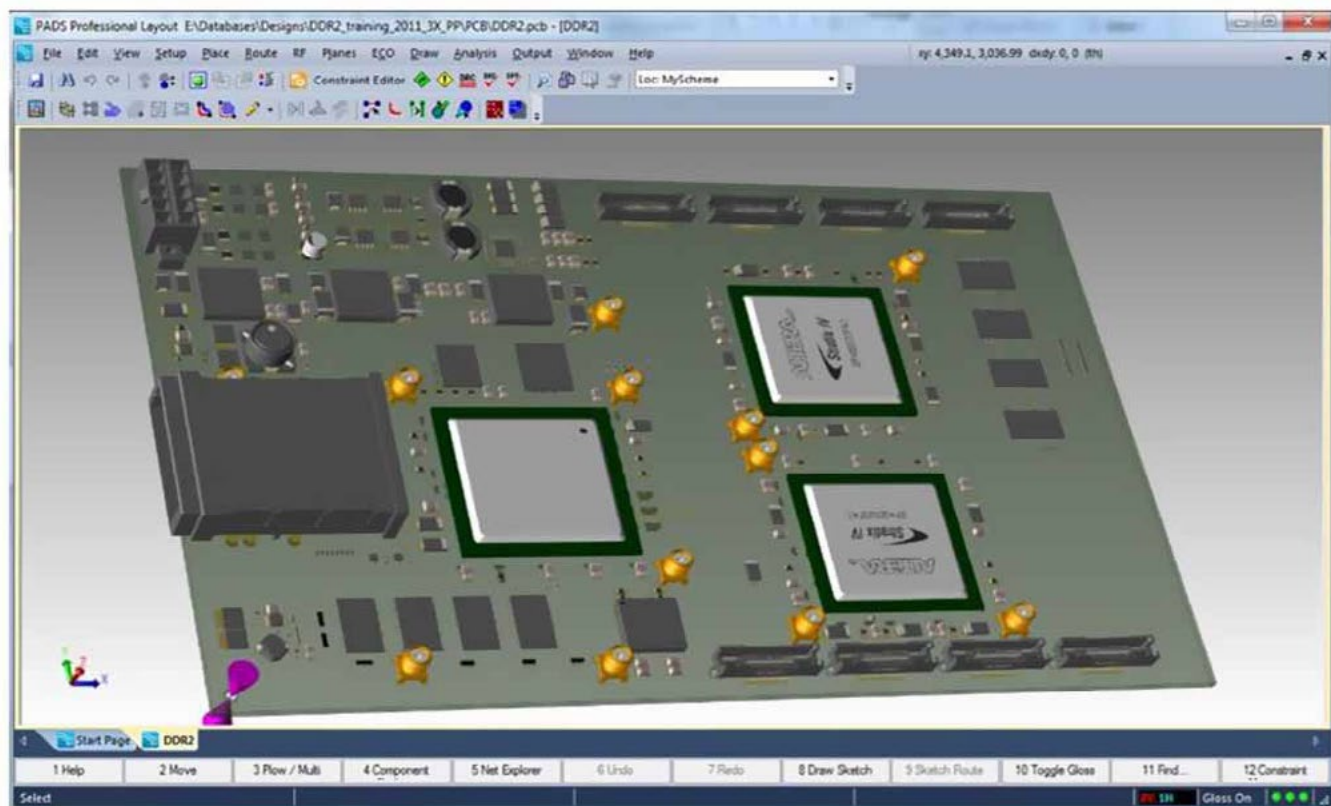 PADS Professional Layout E:\Databases\Designs\DDR2_training_2011_3X_PP\PCB\DDR2.pcb - [DDR2]
File Edit View Setup Place Route RF Planes ECO Draw Analysis Output Window Help xy: 4,349.1, 3,036.99 dxdy: 0, 0 (th)
Constraint Editor Loc: MyScheme
ALTERA
Stratix IV
Stratix IV
ALTERA
X
Start Page DDR2
1 Help 2 Move 3 Plow / Multi 4 Component 5 Net Explorer 6 Undo 7 Redo 8 Draw Sketch 9 Sketch Route 10 Toggle Gloss 11 Find... 12 Constraint
Select 1H Gloss On